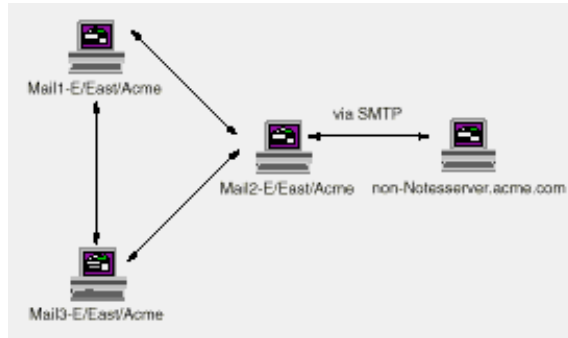 Mail1-E/East/Acme
via SMTP
Mail2-E/East/Acme
non-Notesserver.acme.com
Mail3-E/East/Acme